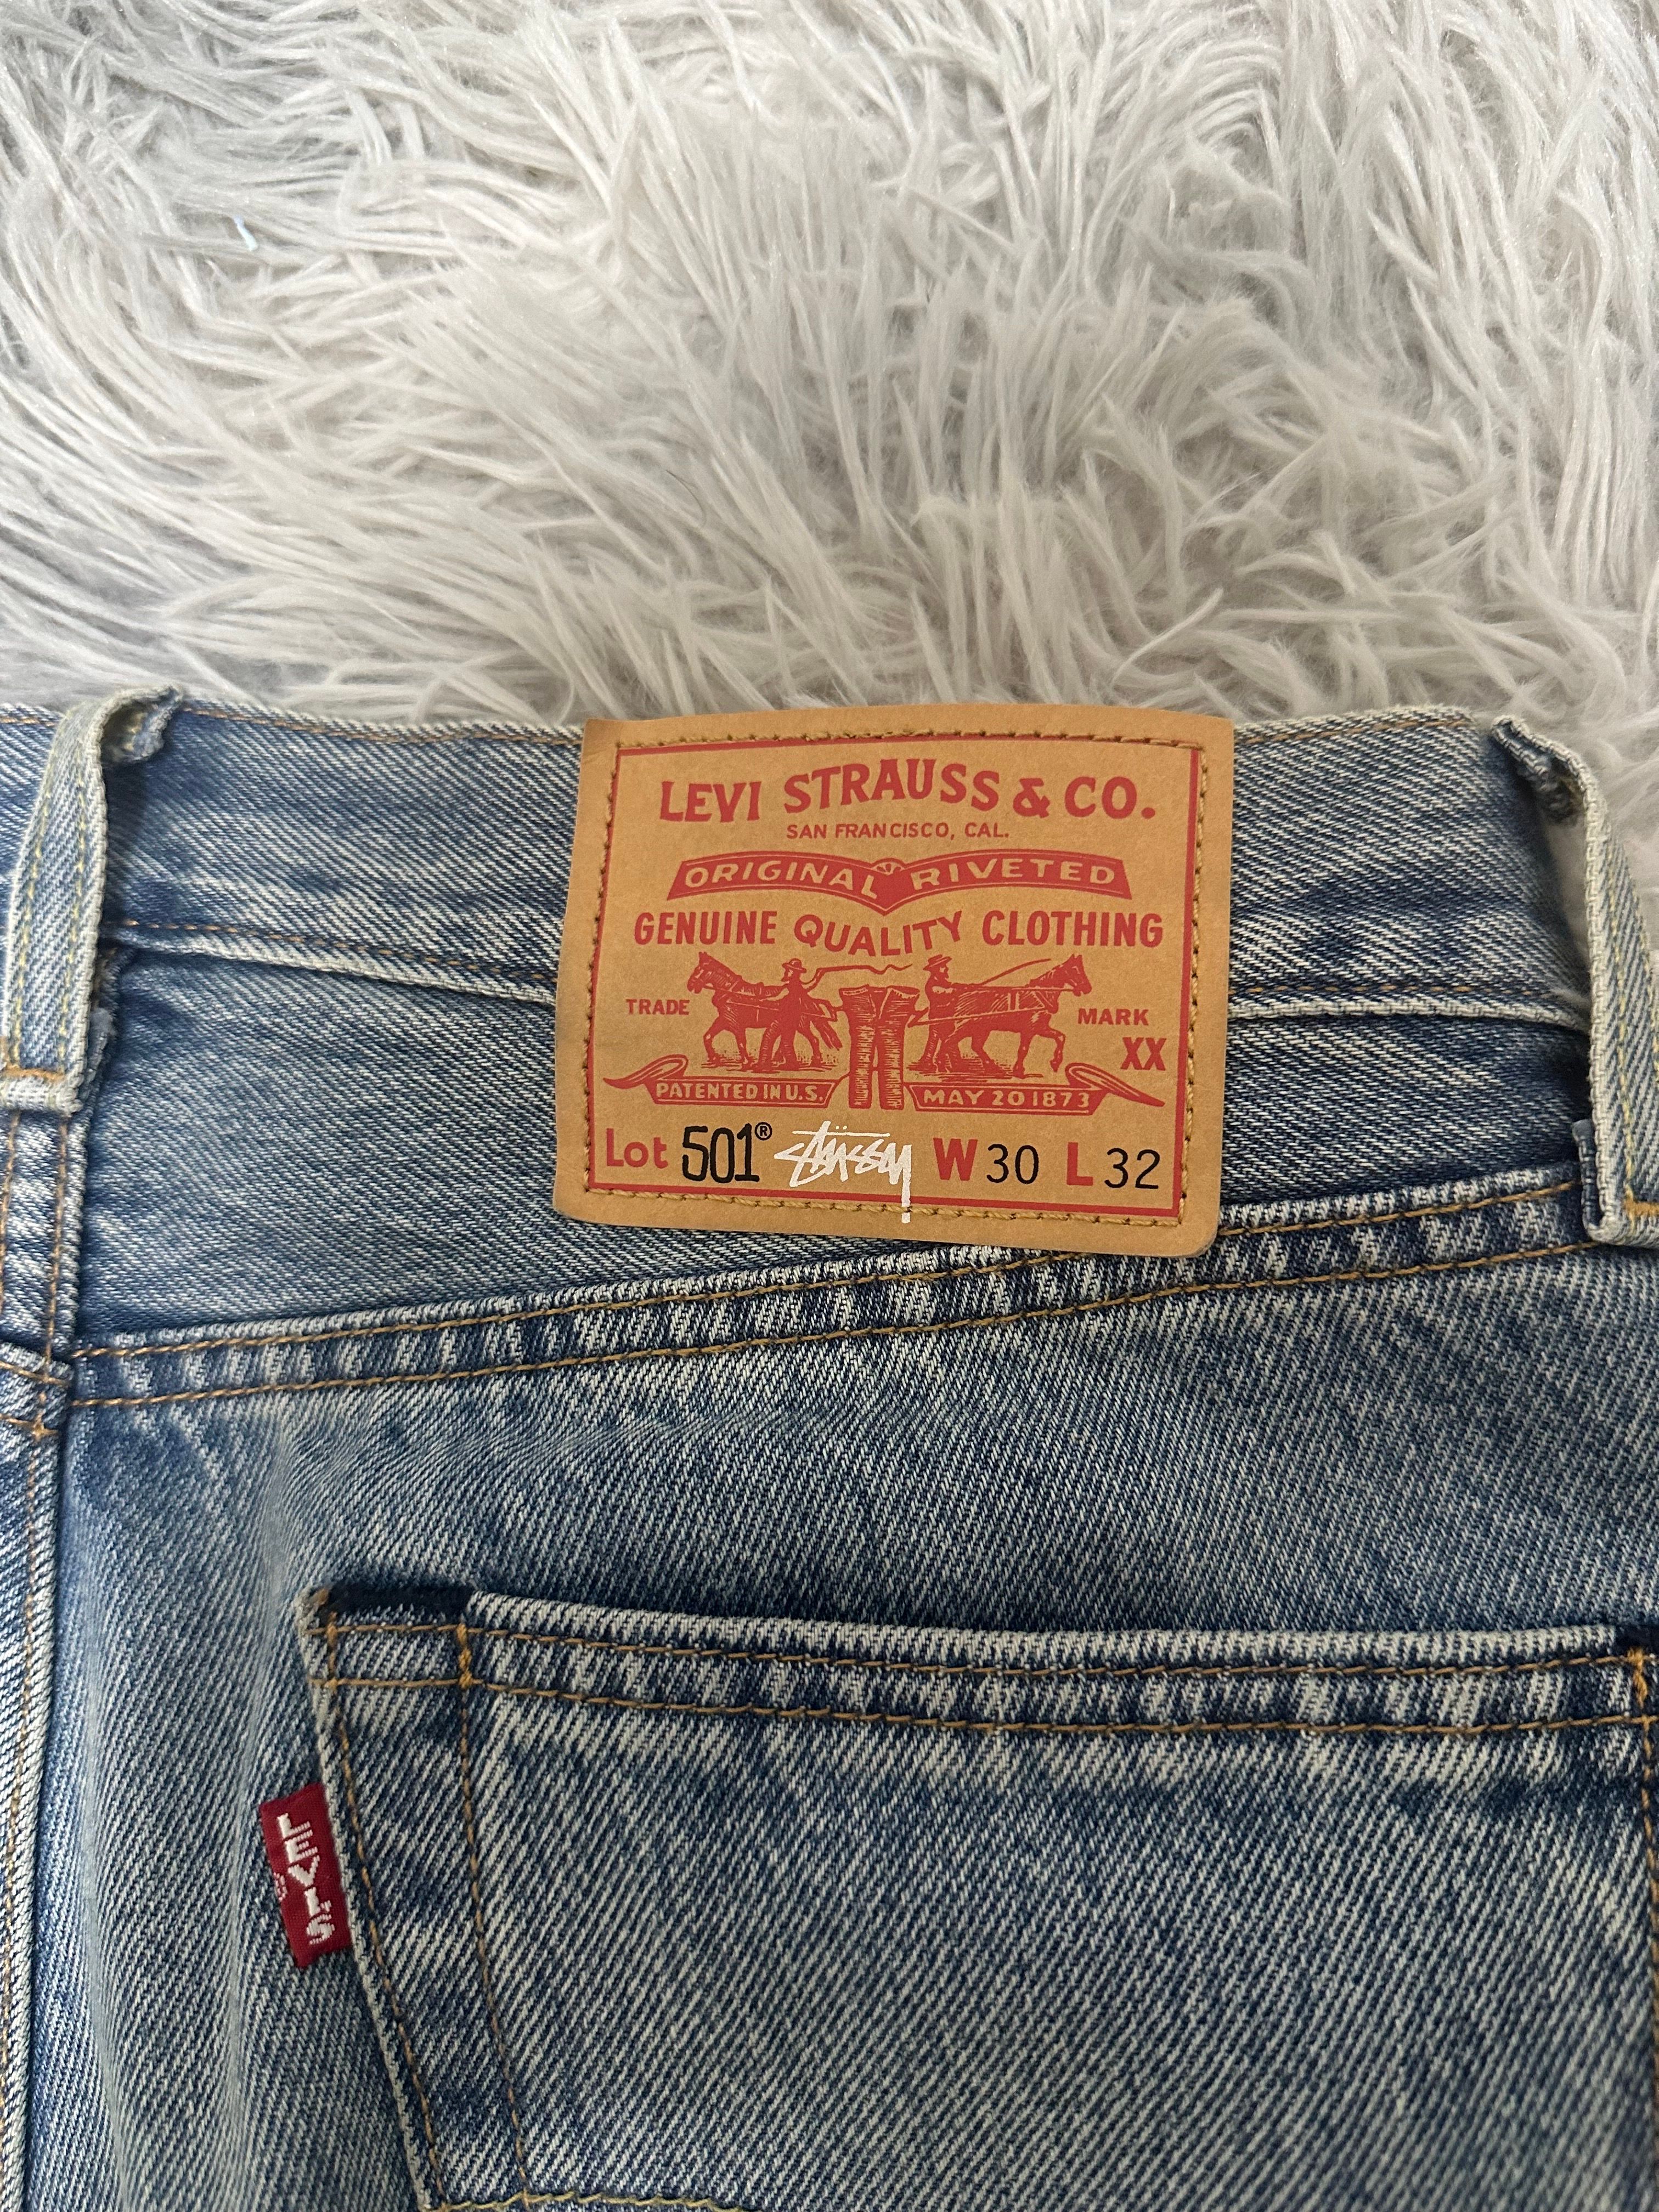 LEVI STRAUSS & CO.
SAN FRANCISCO, CAL.
ORIGINAL RIVETED
GENUINE QUALITY CLOTHING
TRADE MARK
XX
PATENTED IN U.S. MAY 20 1873
Lot 501® Stüssy W 30 L 32
LEVI'S
®